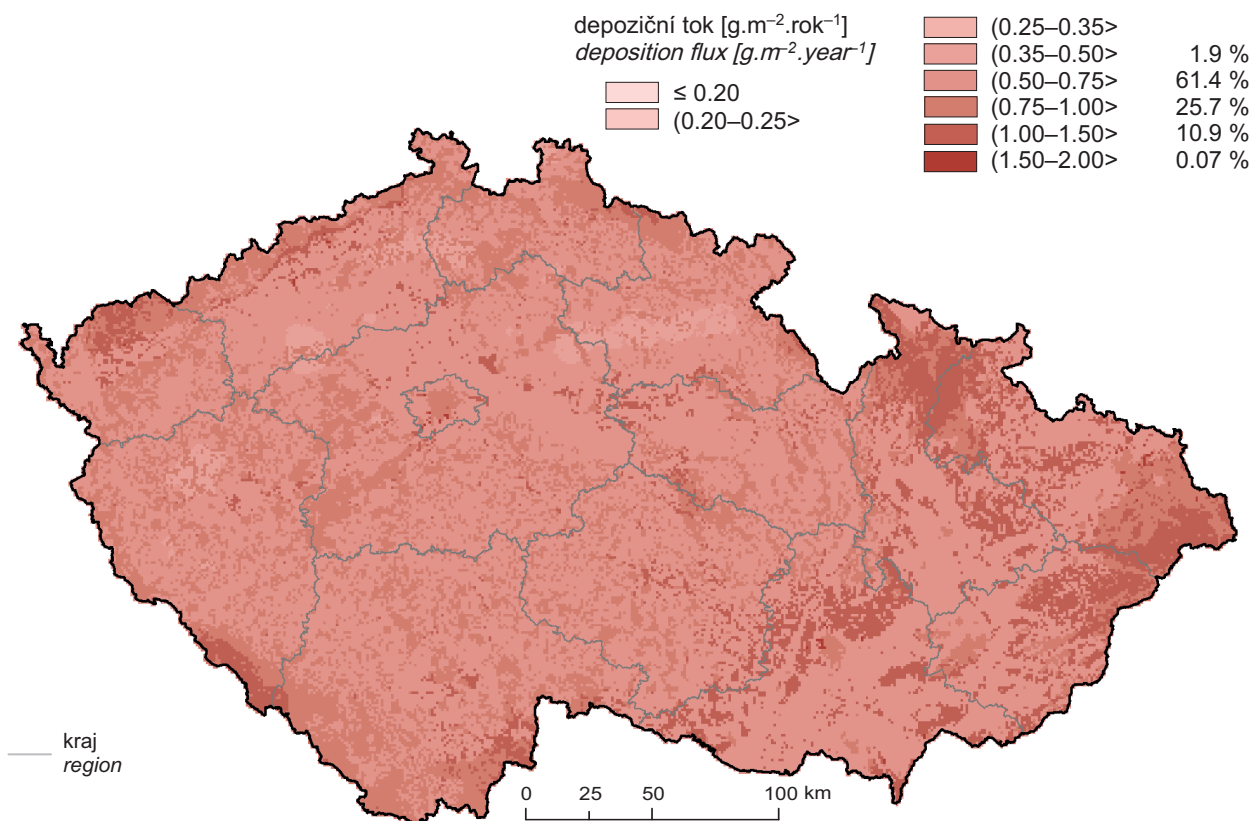 depoziční tok [g.m⁻².rok⁻¹]
deposition flux [g.m⁻².year⁻¹]
≤ 0.20
(0.20–0.25>
(0.25–0.35>
(0.35–0.50> 1.9 %
(0.50–0.75> 61.4 %
(0.75–1.00> 25.7 %
(1.00–1.50> 10.9 %
(1.50–2.00> 0.07 %
kraj
region
0 25 50 100 km